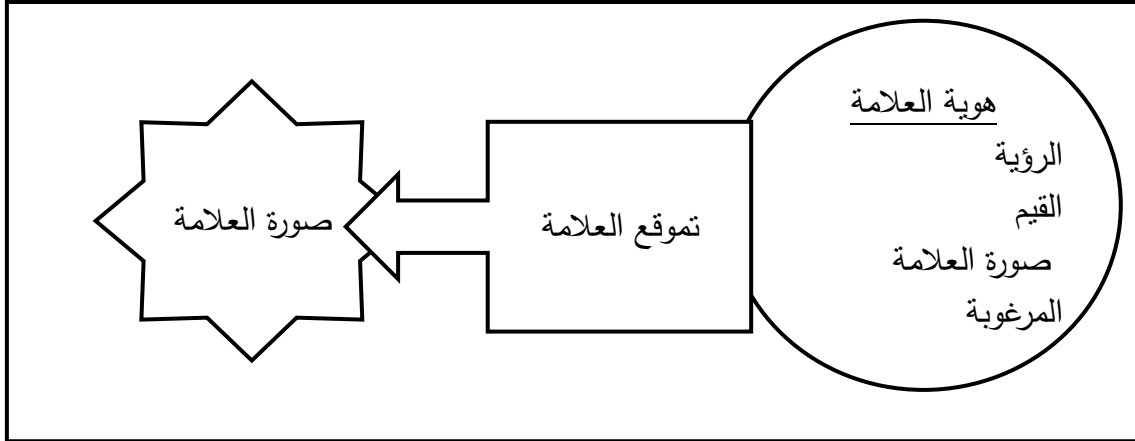 هوية العلامة
الرؤية
القيم
صورة العلامة
المرغوبة
تموقع العلامة
صورة العلامة